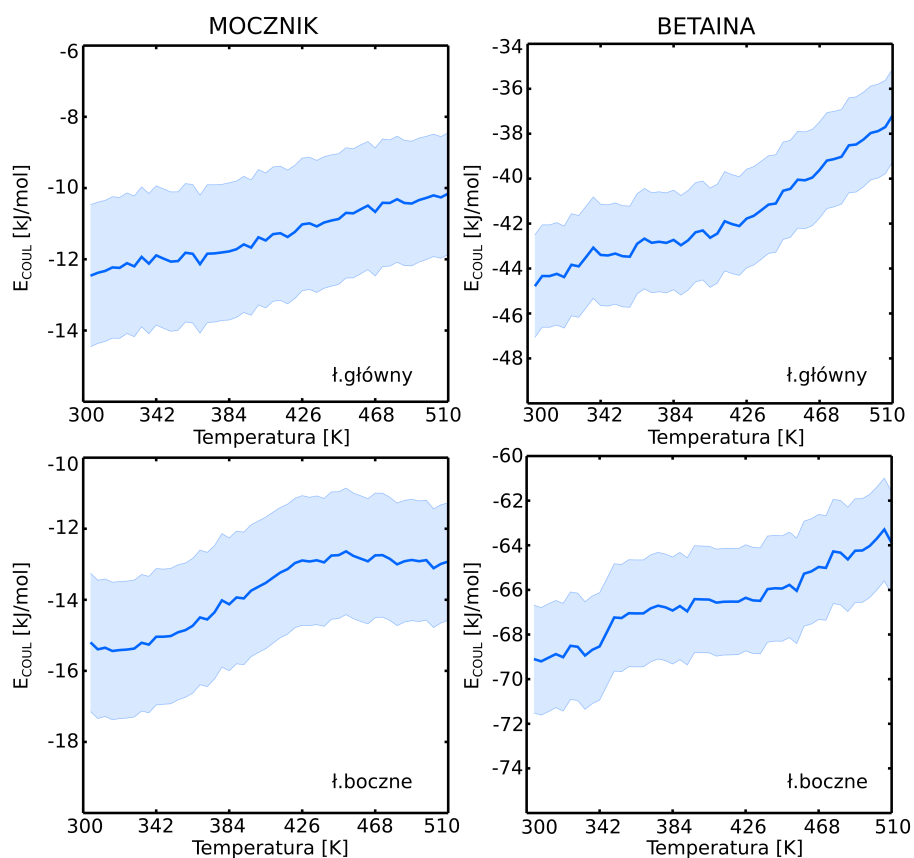 MOCZNIK
BETAINA
-6
-8
-10
-12
-14
E_COUL [kJ/mol]
ł.główny
300 342 384 426 468 510
Temperatura [K]
-34
-36
-38
-40
-42
-44
-46
-48
E_COUL [kJ/mol]
ł.główny
300 342 384 426 468 510
Temperatura [K]
-10
-12
-14
-16
-18
E_COUL [kJ/mol]
ł.boczne
300 342 384 426 468 510
Temperatura [K]
-60
-62
-64
-66
-68
-70
-72
-74
E_COUL [kJ/mol]
ł.boczne
300 342 384 426 468 510
Temperatura [K]